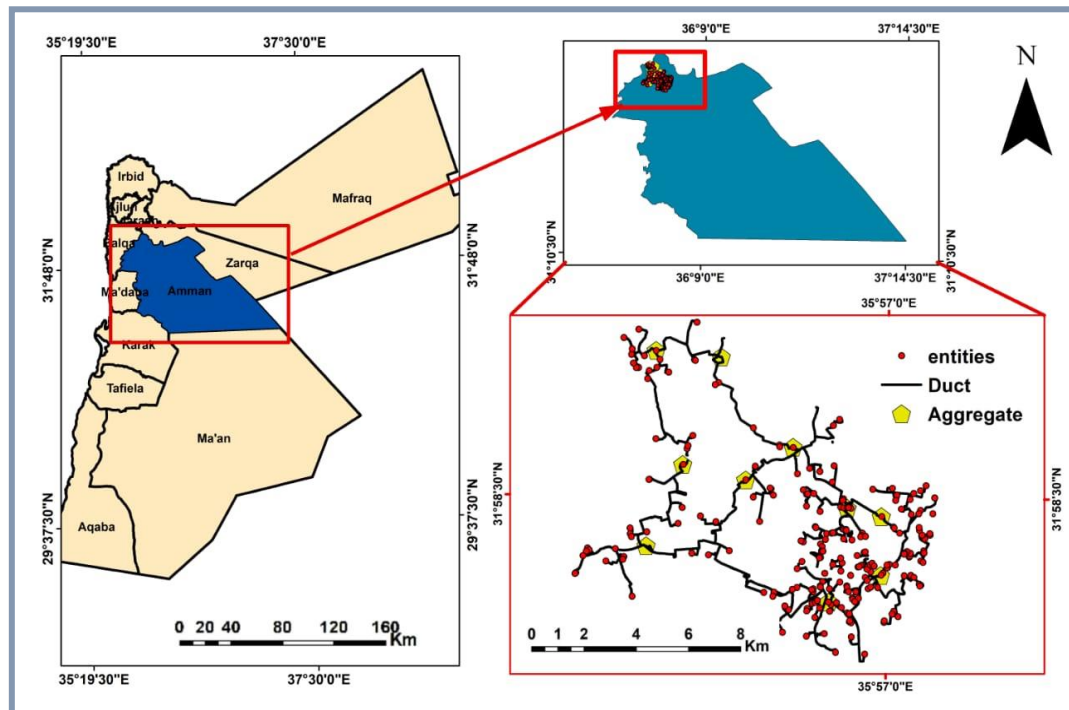 35°19'30"E
37°30'0"E
31°48'0"N
29°37'30"N
31°48'0"N
29°37'30"N
35°19'30"E
37°30'0"E
Irbid
Mafraq
Zarqa
Ma'daba
Amman
Karak
Tafiela
Ma'an
Aqaba
0 20 40 80 120 160
Km
36°9'0"E
37°14'30"E
36°9'0"E
37°14'30"E
N
35°57'0"E
31°58'30"N
31°58'30"N
35°57'0"E
entities
Duct
Aggregate
0 1 2 4 6 8
Km